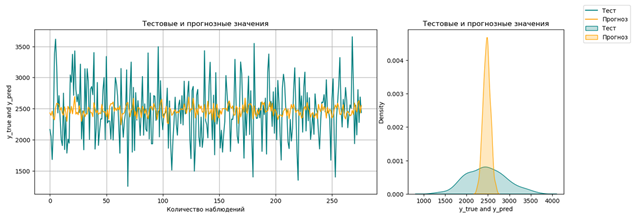 Тестовые и прогнозные значения
y_true and y_pred
3500
3000
2500
2000
1500
0
50
100
150
200
250
Количество наблюдений
Тестовые и прогнозные значения
Density
0.004
0.003
0.002
0.001
0.000
1000
1500
2000
2500
3000
3500
4000
y_true and y_pred
Тест
Прогноз
Тест
Прогноз